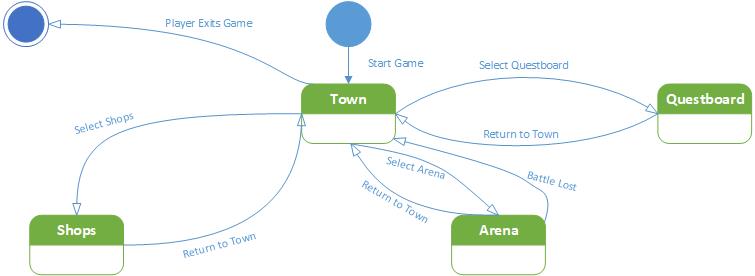 Player Exits Game
Start Game
Select Questboard
Town
Questboard
Select Shops
Return to Town
Select Arena
Battle Lost
Return to Town
Shops
Return to Town
Arena